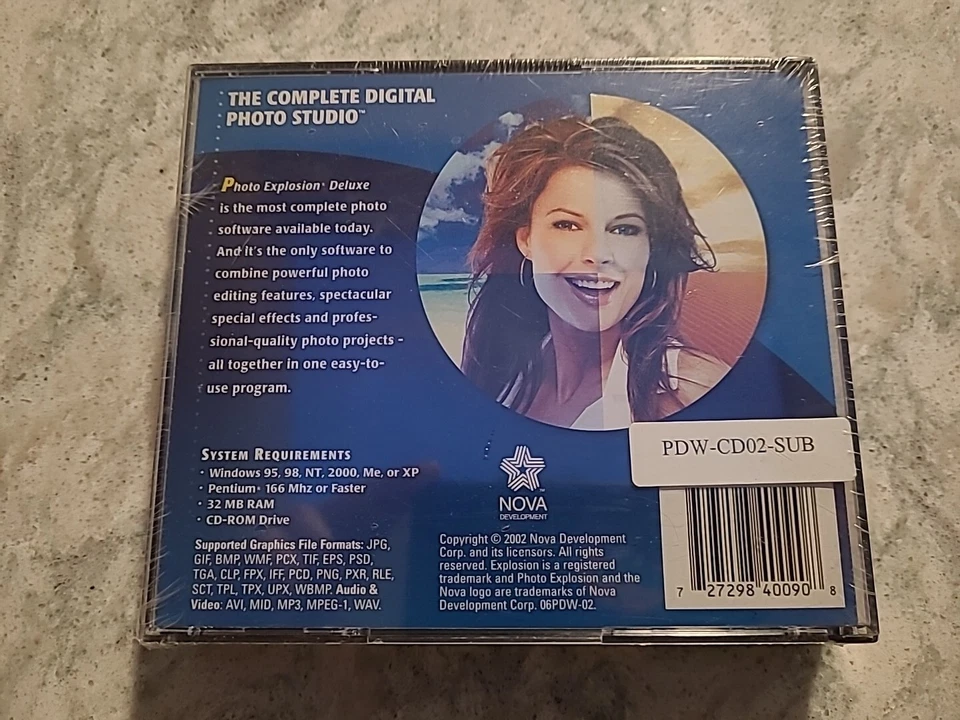 THE COMPLETE DIGITAL
PHOTO STUDIO™
Photo Explosion® Deluxe
is the most complete photo
software available today.
And it's the only software to
combine powerful photo
editing features, spectacular
special effects and profes-
sional-quality photo projects -
all together in one easy-to-
use program.
SYSTEM REQUIREMENTS
• Windows 95, 98, NT, 2000, Me, or XP
• Pentium® 166 Mhz or Faster
• 32 MB RAM
• CD-ROM Drive
Supported Graphics File Formats: JPG,
GIF, BMP, WMF, PCX, TIF, EPS, PSD,
TGA, CLP, FPX, IFF, PCD, PNG, PXR, RLE,
SCT, TPL, TPX, UPX, WBMP. Audio &
Video: AVI, MID, MP3, MPEG-1, WAV.
NOVA
DEVELOPMENT
Copyright © 2002 Nova Development
Corp. and its licensors. All rights
reserved. Explosion is a registered
trademark and Photo Explosion and the
Nova logo are trademarks of Nova
Development Corp. 06PDW-02.
PDW-CD02-SUB
7 27298 40090 8